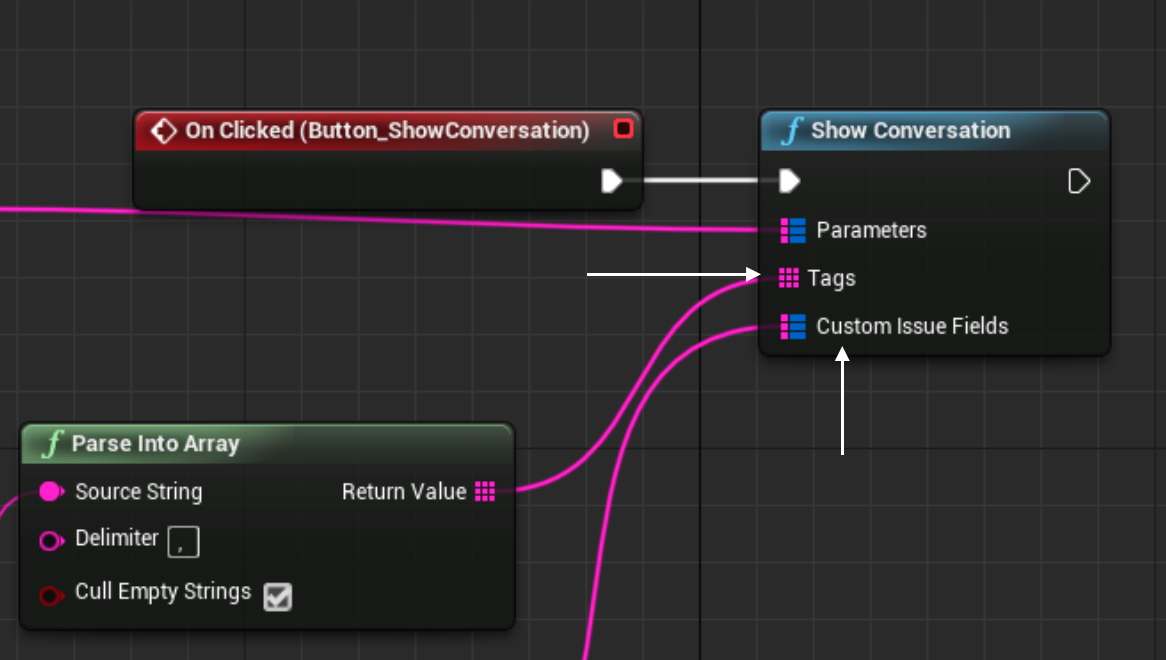 On Clicked (Button_ShowConversation)
f Show Conversation
Parameters
Tags
Custom Issue Fields
f Parse Into Array
Source String
Return Value
Delimiter ,
Cull Empty Strings